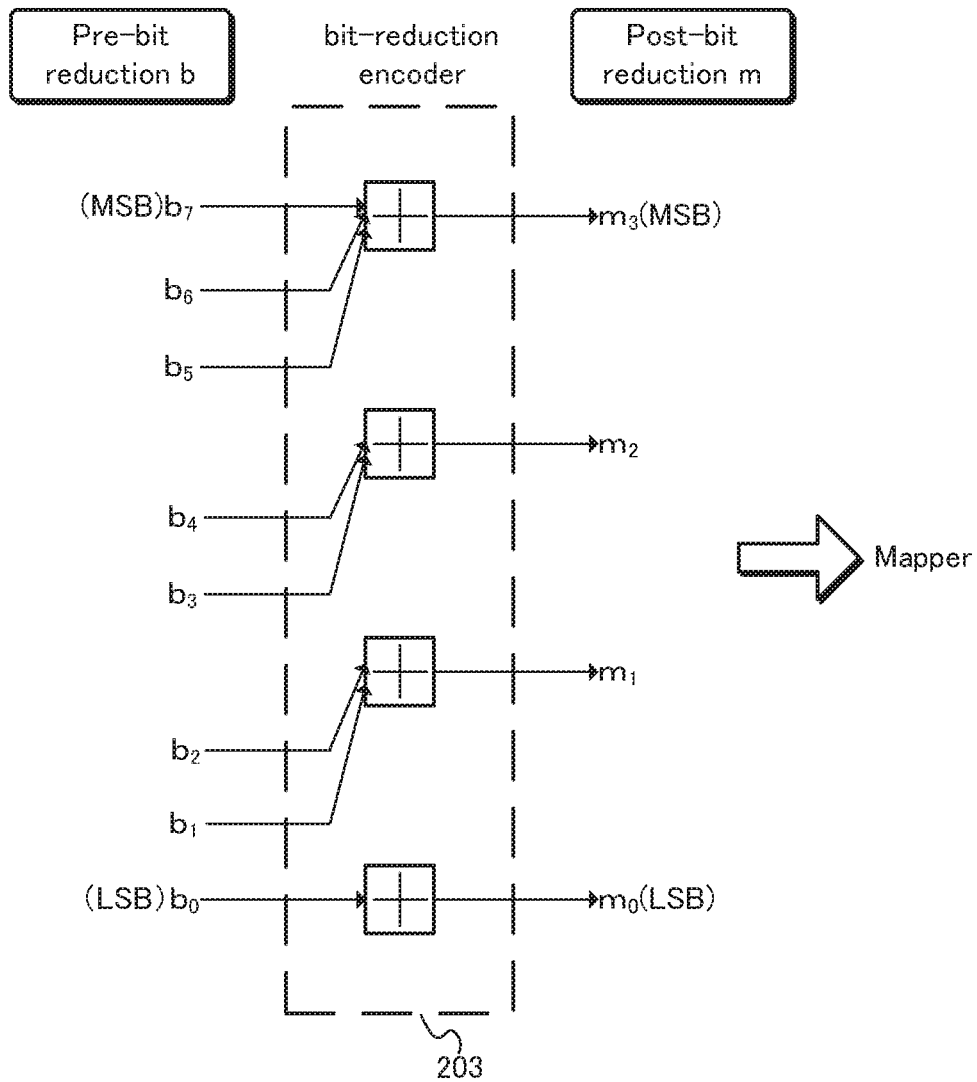 Pre-bit
reduction b
bit-reduction
encoder
Post-bit
reduction m
(MSB)b₇
m₃(MSB)
b₆
b₅
m₂
b₄
b₃
Mapper
m₁
b₂
b₁
(LSB)b₀
m₀(LSB)
203